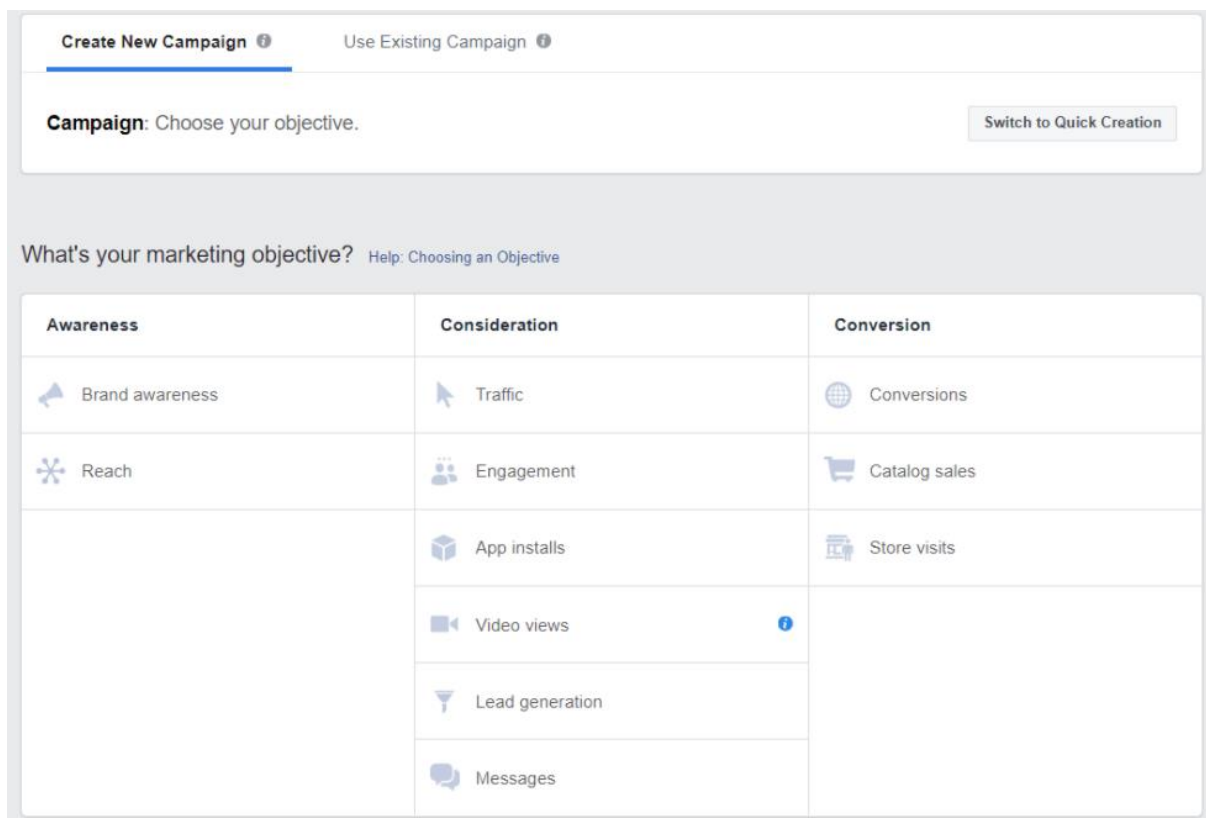 Create New Campaign Use Existing Campaign
Campaign: Choose your objective.
Switch to Quick Creation
What's your marketing objective? Help: Choosing an Objective
Awareness Consideration Conversion
Brand awareness Traffic Conversions
Reach Engagement Catalog sales
App installs Store visits
Video views
Lead generation
Messages